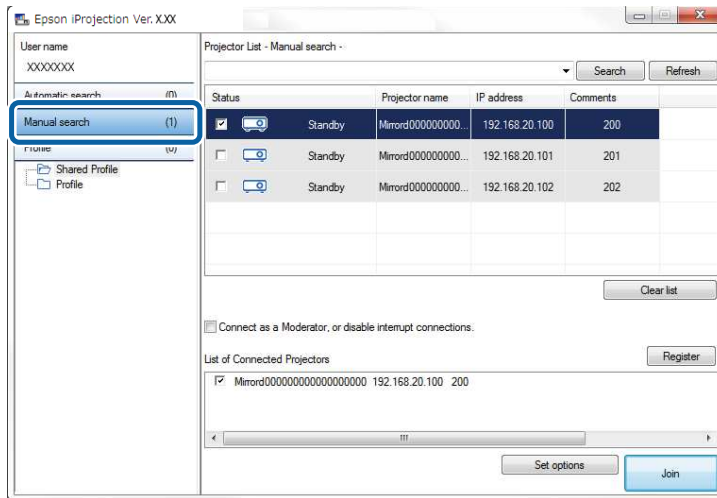 Epson iProjection Ver. X.XX
User name
XXXXXXX
Automatic search (0)
Manual search (1)
Profile (0)
Shared Profile
Profile
Projector List - Manual search -
Search Refresh
Status Projector name IP address Comments
Standby Mirrord000000000... 192.168.20.100 200
Standby Mirrord000000000... 192.168.20.101 201
Standby Mirrord000000000... 192.168.20.102 202
Clear list
Connect as a Moderator, or disable interrupt connections.
List of Connected Projectors
Register
Mirrord000000000000000000 192.168.20.100 200
Set options
Join